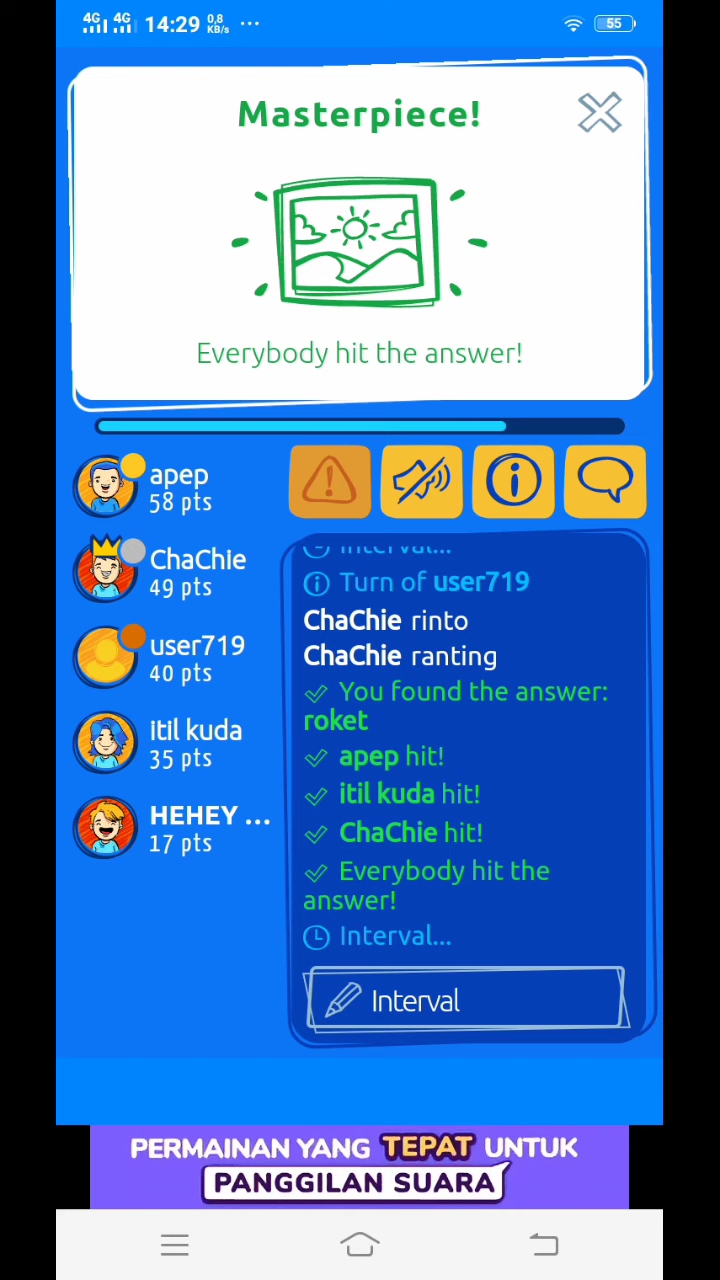 4G 4G 14:29 0,8 KB/s ... 55
Masterpiece!
Everybody hit the answer!
apep
58 pts
ChaChie
49 pts
user719
40 pts
itil kuda
35 pts
HEHEY ...
17 pts
Interval...
Turn of user719
ChaChie rinto
ChaChie ranting
You found the answer:
roket
apep hit!
itil kuda hit!
ChaChie hit!
Everybody hit the
answer!
Interval...
Interval
PERMAINAN YANG TEPAT UNTUK
PANGGILAN SUARA